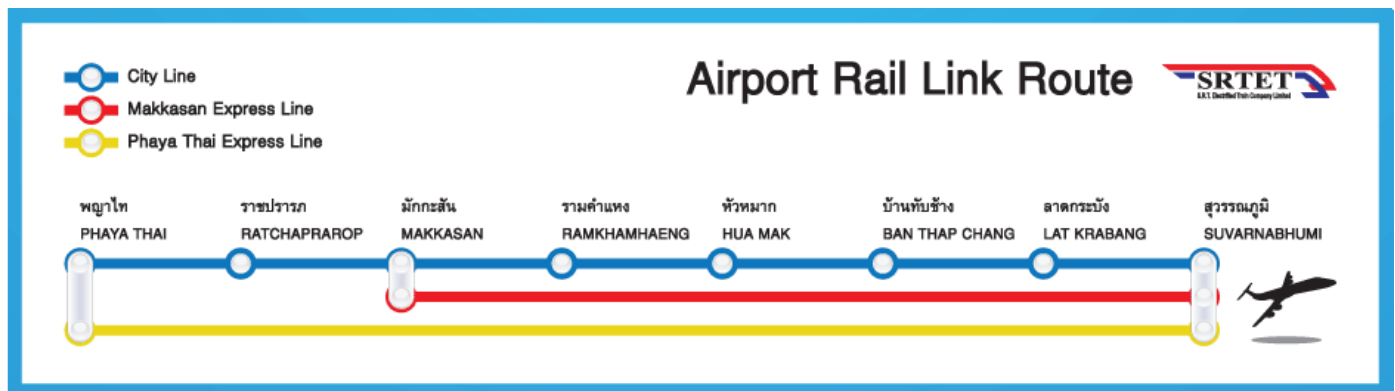 City Line
Makkasan Express Line
Phaya Thai Express Line
Airport Rail Link Route
SRTET
S.R.T. Electrified Train Company Limited
พญาไท
PHAYA THAI
ราชปรารภ
RATCHAPRAROP
มักกะสัน
MAKKASAN
รามคำแหง
RAMKHAMHAENG
หัวหมาก
HUA MAK
บ้านทับช้าง
BAN THAP CHANG
ลาดกระบัง
LAT KRABANG
สุวรรณภูมิ
SUVARNABHUMI